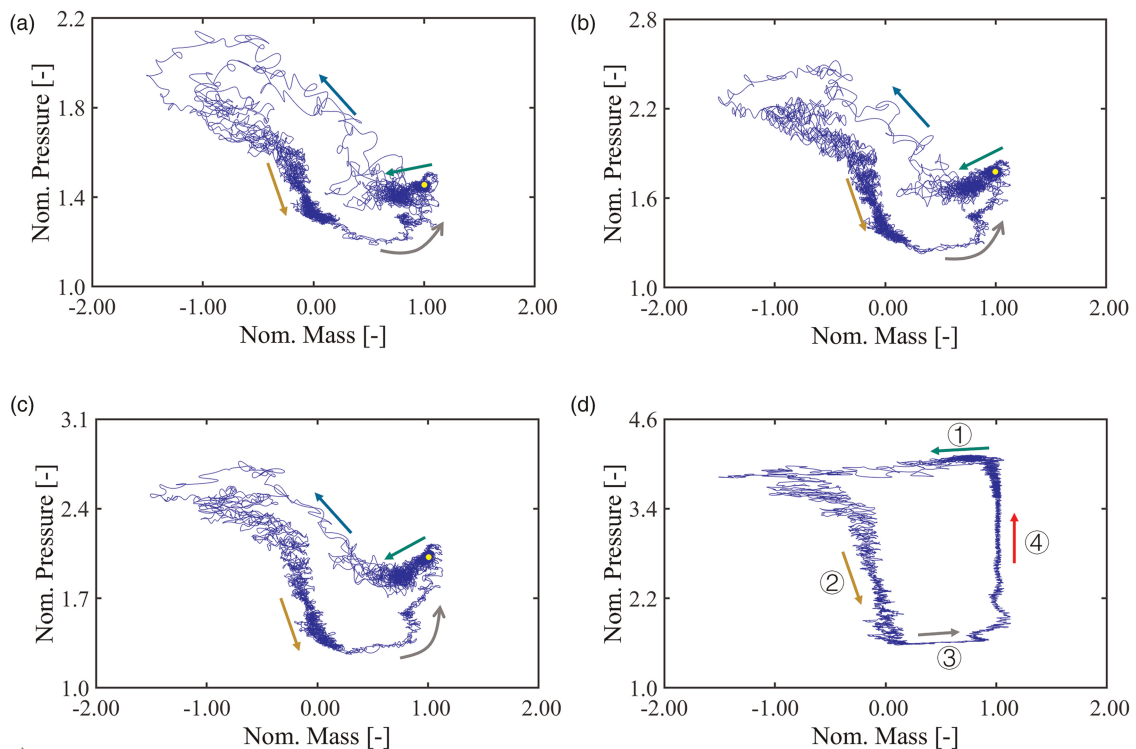 (a)
2.2
1.8
1.4
1.0
Nom. Pressure [-]
-2.00 -1.00 0.00 1.00 2.00
Nom. Mass [-]
(b)
2.8
2.2
1.6
1.0
Nom. Pressure [-]
-2.00 -1.00 0.00 1.00 2.00
Nom. Mass [-]
(c)
3.1
2.4
1.7
1.0
Nom. Pressure [-]
-2.00 -1.00 0.00 1.00 2.00
Nom. Mass [-]
(d)
4.6
3.4
2.2
1.0
Nom. Pressure [-]
①
②
③
④
-2.00 -1.00 0.00 1.00 2.00
Nom. Mass [-]